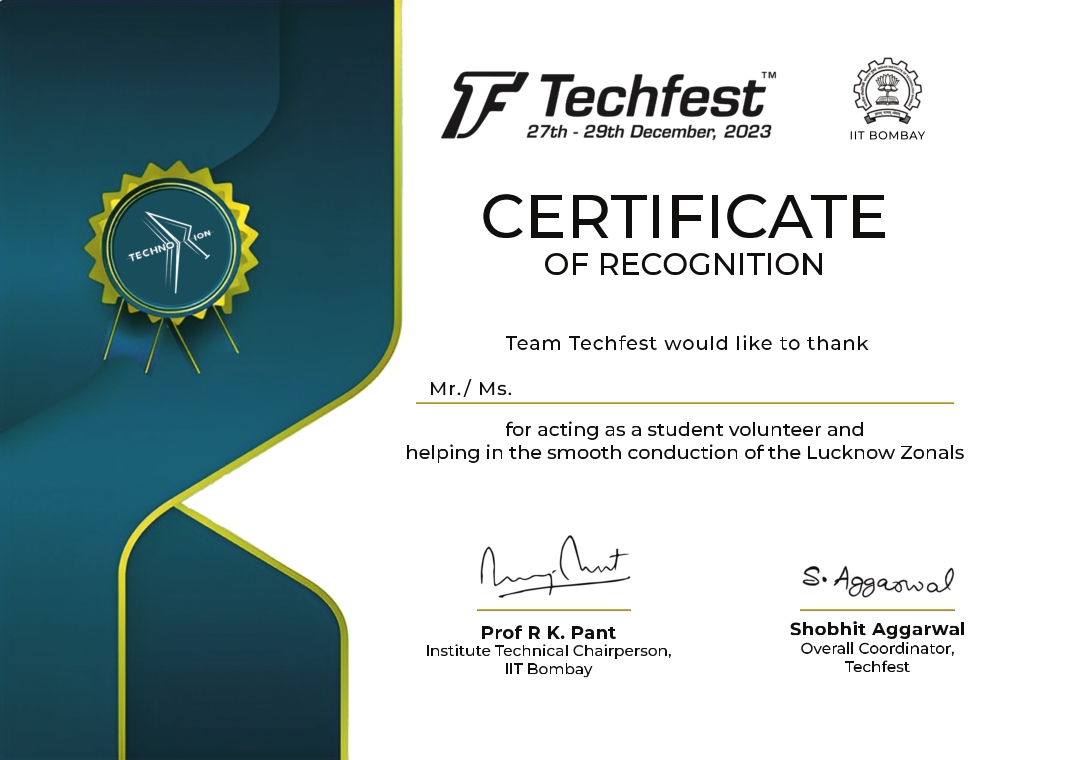 Techfest™
27th - 29th December, 2023
IIT BOMBAY
CERTIFICATE
OF RECOGNITION
TECHNO ION
Team Techfest would like to thank
Mr./ Ms.
for acting as a student volunteer and
helping in the smooth conduction of the Lucknow Zonals
S. Aggarwal
Prof R K. Pant
Institute Technical Chairperson,
IIT Bombay
Shobhit Aggarwal
Overall Coordinator,
Techfest